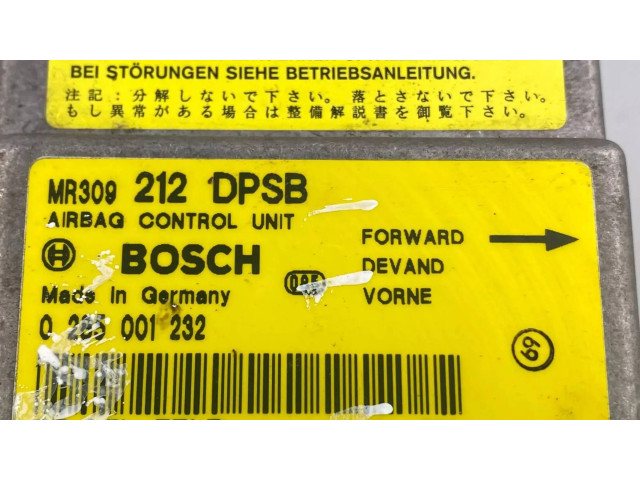 BEI STÖRUNGEN SIEHE BETRIEBSANLEITUNG.
注記：分解しないで下さい。 落とさないで下さい。
もし異常がある場合は整備解説書を御覧下さい。
MR309 212 DPSB
AIRBAG CONTROL UNIT
BOSCH
Made in Germany
0 285 001 232
FORWARD
DEVAND
VORNE
69